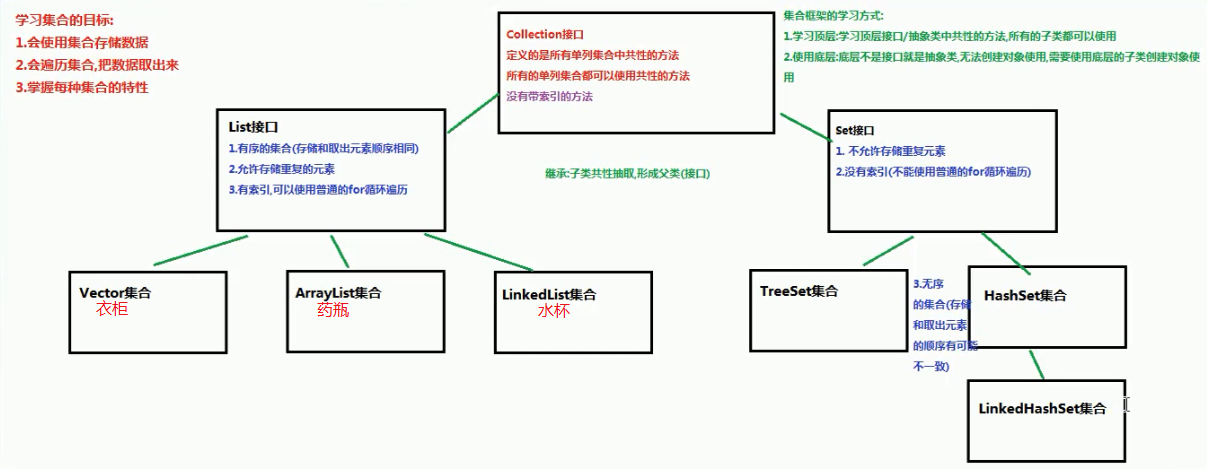 学习集合的目标:
1.会使用集合存储数据
2.会遍历集合,把数据取出来
3.掌握每种集合的特性
Collection接口
定义的是所有单列集合中共性的方法
所有的单列集合都可以使用共性的方法
没有带索引的方法
集合框架的学习方式:
1.学习顶层:学习顶层接口/抽象类中共性的方法,所有的子类都可以使用
2.使用底层:底层不是接口就是抽象类,无法创建对象使用,需要使用底层的子类创建对象使
用
List接口
1.有序的集合(存储和取出元素顺序相同)
2.允许存储重复的元素
3.有索引,可以使用普通的for循环遍历
继承:子类共性抽取,形成父类(接口)
Set接口
1. 不允许存储重复元素
2.没有索引(不能使用普通的for循环遍历)
Vector集合
衣柜
ArrayList集合
药瓶
LinkedList集合
水杯
TreeSet集合
3.无序
的集合(存储
和取出元素
的顺序有可能
不一致)
HashSet集合
LinkedHashSet集合